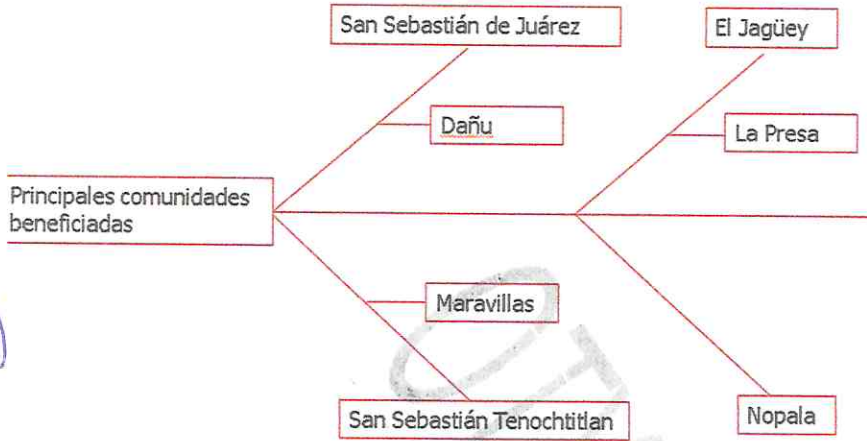 San Sebastián de Juárez
El Jagüey
Dañu
La Presa
Principales comunidades
beneficiadas
Maravillas
San Sebastián Tenochtitlan
Nopala